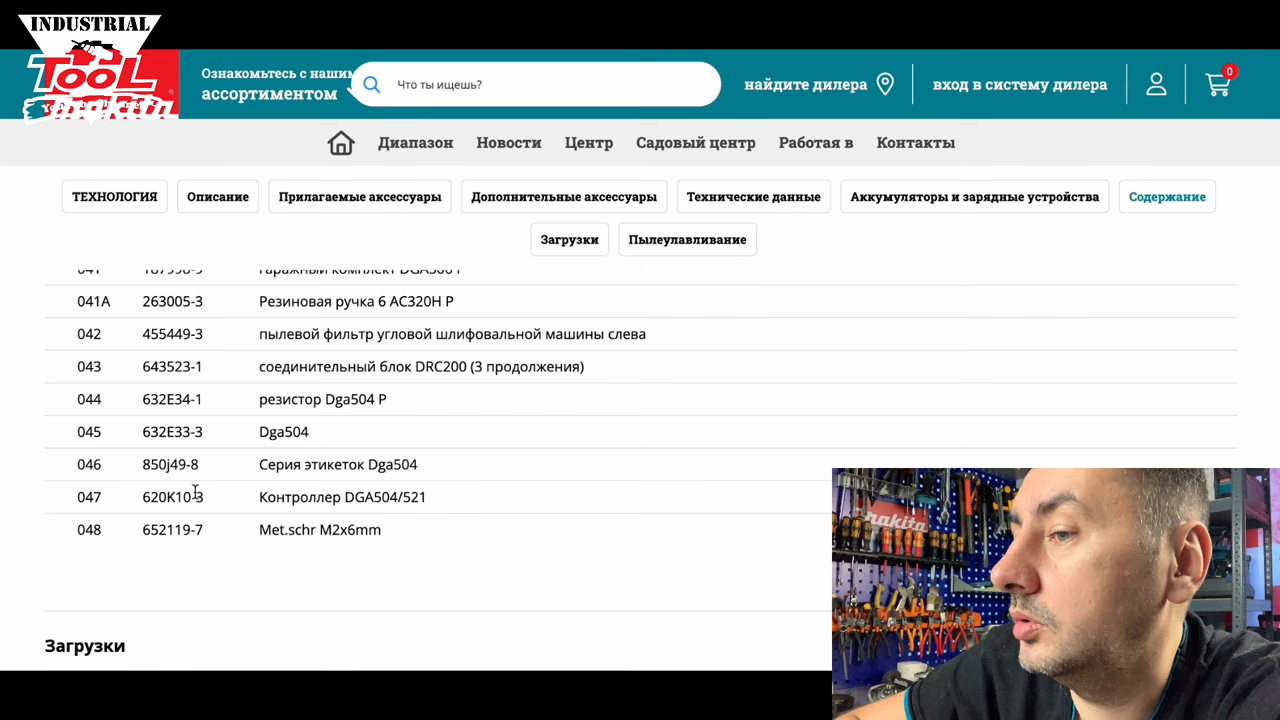 INDUSTRIAL
TOOL
makita
Ознакомьтесь с нашим
ассортиментом
Что ты ищешь?
найдите дилера
вход в систему дилера
0
Диапазон Новости Центр Садовый центр Работая в Контакты
ТЕХНОЛОГИЯ Описание Прилагаемые аксессуары Дополнительные аксессуары Технические данные Аккумуляторы и зарядные устройства Содержание
Загрузки Пылеулавливание
041A 263005-3 Резиновая ручка 6 AC320H P
042 455449-3 пылевой фильтр угловой шлифовальной машины слева
043 643523-1 соединительный блок DRC200 (3 продолжения)
044 632E34-1 резистор Dga504 P
045 632E33-3 Dga504
046 850j49-8 Серия этикеток Dga504
047 620K10-3 Контроллер DGA504/521
048 652119-7 Met.schr M2x6mm
Загрузки
makita